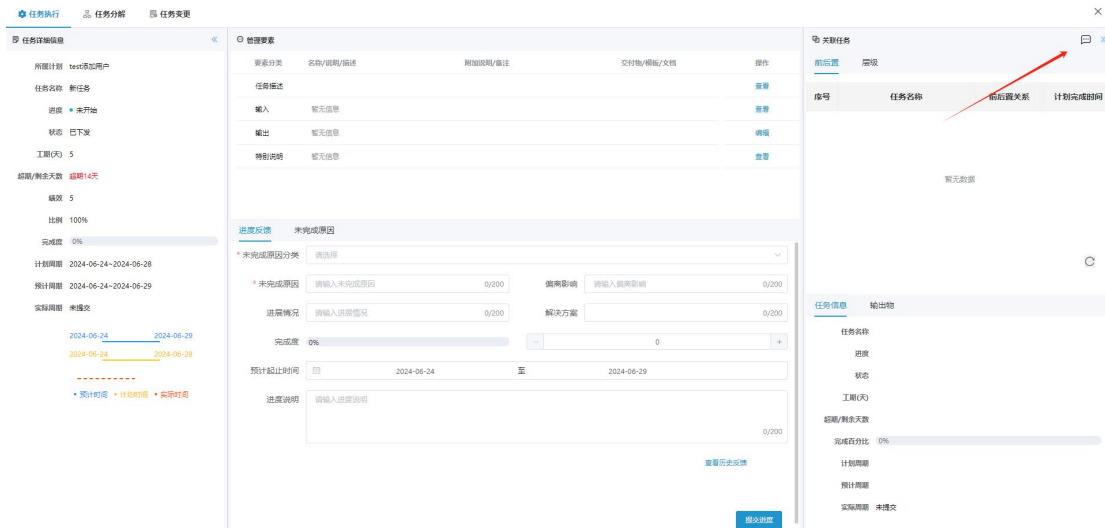 任务执行 任务分解 任务变更
任务详细信息
所属计划 test添加用户
任务名称 新任务
进度 未开始
状态 已下发
工期(天) 5
超期/剩余天数 超期14天
绩效 5
比例 100%
完成度 0%
计划周期 2024-06-24~2024-06-28
预计周期 2024-06-24~2024-06-29
实际周期 未提交
2024-06-24 2024-06-29
2024-06-24 2024-06-28
预计时间 计划时间 实际时间
管理要素
要素分类 名称/说明/描述 附加说明/备注 交付物/模板/文档 操作
任务描述 查看
输入 暂无信息 查看
输出 暂无信息 编辑
特别说明 暂无信息 查看
进度反馈 未完成原因
* 未完成原因分类 请选择
* 未完成原因 请输入未完成原因 0/200 偏离影响 请输入偏离影响 0/200
进展情况 请输入进展情况 0/200 解决方案 0/200
完成度 0% − 0 +
预计起止时间 2024-06-24 至 2024-06-29
进度说明 请输入进度说明
0/200
查看历史反馈
提交进度
关联任务
前后置 层级
序号 任务名称 前后置关系 计划完成时间
暂无数据
任务信息 输出物
任务名称
进度
状态
工期(天)
超期/剩余天数
完成百分比 0%
计划周期
预计周期
实际周期 未提交